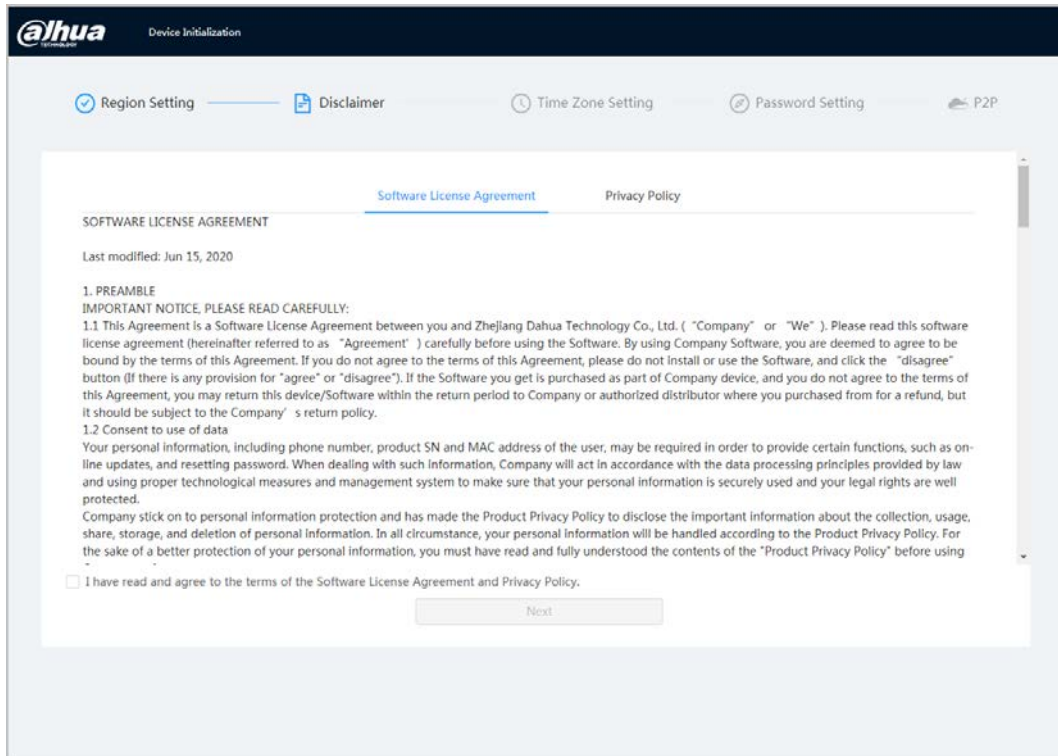 alhua
TECHNOLOGY
Device Initialization
Region Setting
Disclaimer
Time Zone Setting
Password Setting
P2P
Software License Agreement
Privacy Policy
SOFTWARE LICENSE AGREEMENT
Last modified: Jun 15, 2020
1. PREAMBLE
IMPORTANT NOTICE, PLEASE READ CAREFULLY:
1.1 This Agreement is a Software License Agreement between you and Zhejiang Dahua Technology Co., Ltd. ( "Company" or "We" ). Please read this software
license agreement (hereinafter referred to as "Agreement' ) carefully before using the Software. By using Company Software, you are deemed to agree to be
bound by the terms of this Agreement. If you do not agree to the terms of this Agreement, please do not install or use the Software, and click the "disagree"
button (If there is any provision for "agree" or "disagree"). If the Software you get is purchased as part of Company device, and you do not agree to the terms of
this Agreement, you may return this device/Software within the return period to Company or authorized distributor where you purchased from for a refund, but
it should be subject to the Company' s return policy.
1.2 Consent to use of data
Your personal information, including phone number, product SN and MAC address of the user, may be required in order to provide certain functions, such as on-
line updates, and resetting password. When dealing with such information, Company will act in accordance with the data processing principles provided by law
and using proper technological measures and management system to make sure that your personal information is securely used and your legal rights are well
protected.
Company stick on to personal information protection and has made the Product Privacy Policy to disclose the important information about the collection, usage,
share, storage, and deletion of personal information. In all circumstance, your personal information will be handled according to the Product Privacy Policy. For
the sake of a better protection of your personal information, you must have read and fully understood the contents of the "Product Privacy Policy" before using
I have read and agree to the terms of the Software License Agreement and Privacy Policy.
Next